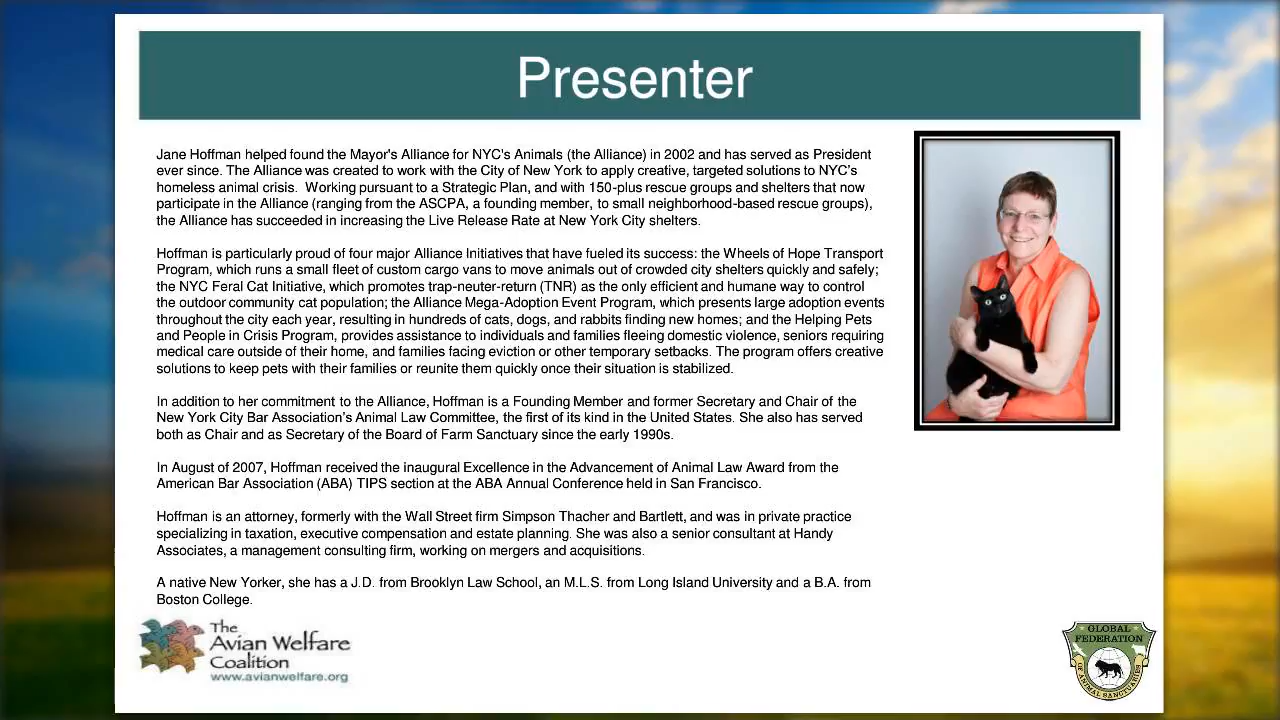 Presenter
Jane Hoffman helped found the Mayor's Alliance for NYC's Animals (the Alliance) in 2002 and has served as President
ever since. The Alliance was created to work with the City of New York to apply creative, targeted solutions to NYC's
homeless animal crisis.  Working pursuant to a Strategic Plan, and with 150-plus rescue groups and shelters that now
participate in the Alliance (ranging from the ASCPA, a founding member, to small neighborhood-based rescue groups),
the Alliance has succeeded in increasing the Live Release Rate at New York City shelters.
Hoffman is particularly proud of four major Alliance Initiatives that have fueled its success: the Wheels of Hope Transport
Program, which runs a small fleet of custom cargo vans to move animals out of crowded city shelters quickly and safely;
the NYC Feral Cat Initiative, which promotes trap-neuter-return (TNR) as the only efficient and humane way to control
the outdoor community cat population; the Alliance Mega-Adoption Event Program, which presents large adoption events
throughout the city each year, resulting in hundreds of cats, dogs, and rabbits finding new homes; and the Helping Pets
and People in Crisis Program, provides assistance to individuals and families fleeing domestic violence, seniors requiring
medical care outside of their home, and families facing eviction or other temporary setbacks. The program offers creative
solutions to keep pets with their families or reunite them quickly once their situation is stabilized.
In addition to her commitment to the Alliance, Hoffman is a Founding Member and former Secretary and Chair of the
New York City Bar Association's Animal Law Committee, the first of its kind in the United States. She also has served
both as Chair and as Secretary of the Board of Farm Sanctuary since the early 1990s.
In August of 2007, Hoffman received the inaugural Excellence in the Advancement of Animal Law Award from the
American Bar Association (ABA) TIPS section at the ABA Annual Conference held in San Francisco.
Hoffman is an attorney, formerly with the Wall Street firm Simpson Thacher and Bartlett, and was in private practice
specializing in taxation, executive compensation and estate planning. She was also a senior consultant at Handy
Associates, a management consulting firm, working on mergers and acquisitions.
A native New Yorker, she has a J.D. from Brooklyn Law School, an M.L.S. from Long Island University and a B.A. from
Boston College.
The
Avian Welfare
Coalition
www.avianwelfare.org
GLOBAL
FEDERATION
OF ANIMAL SANCTUARIES